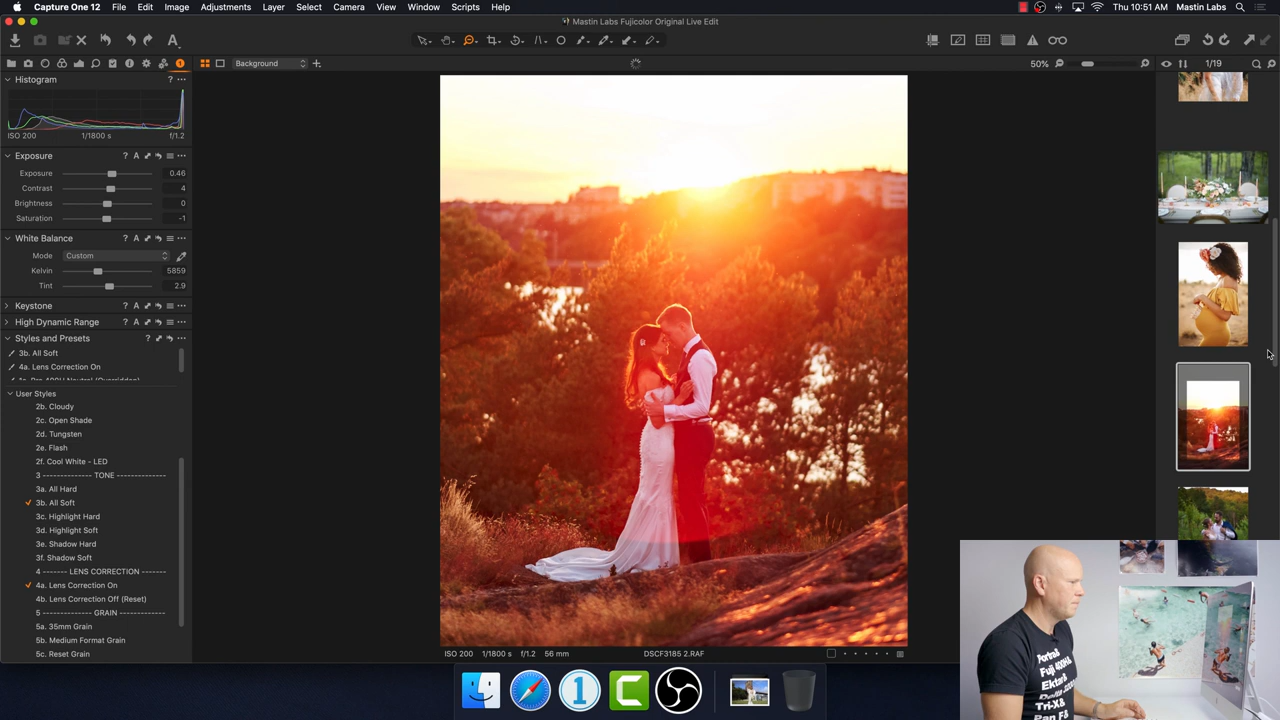 Capture One 12 File Edit Image Adjustments Layer Select Camera View Window Scripts Help Thu 10:51 AM Mastin Labs
Mastin Labs Fujicolor Original Live Edit
Background 50% 1/19
Histogram ?
ISO 200 1/1800 s f/1.2
Exposure ? A
Exposure 0.46
Contrast 4
Brightness 0
Saturation -1
White Balance ? A
Mode Custom
Kelvin 5859
Tint 2.9
Keystone ? A
High Dynamic Range ? A
Styles and Presets ?
3b. All Soft
4a. Lens Correction On
User Styles
2b. Cloudy
2c. Open Shade
2d. Tungsten
2e. Flash
2f. Cool White - LED
3 ------------- TONE -------------
3a. All Hard
3b. All Soft
3c. Highlight Hard
3d. Highlight Soft
3e. Shadow Hard
3f. Shadow Soft
4 ------- LENS CORRECTION -------
4a. Lens Correction On
4b. Lens Correction Off (Reset)
5 ------------- GRAIN -------------
5a. 35mm Grain
5b. Medium Format Grain
5c. Reset Grain
ISO 200 1/1800 s f/1.2 56 mm DSCF3185 2.RAF
Portra
Fuji 400H
Ektar
Tri-X
Pan F